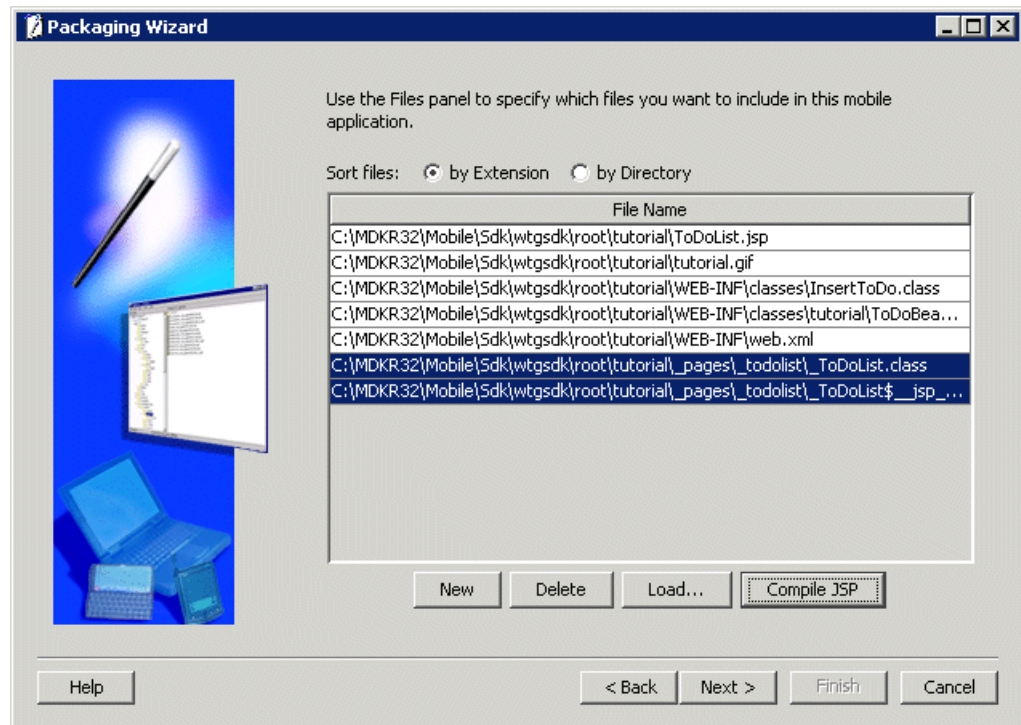 Packaging Wizard
Use the Files panel to specify which files you want to include in this mobile
application.
Sort files: by Extension by Directory
File Name
C:\MDKR32\Mobile\Sdk\wtgsdk\root\tutorial\ToDoList.jsp
C:\MDKR32\Mobile\Sdk\wtgsdk\root\tutorial\tutorial.gif
C:\MDKR32\Mobile\Sdk\wtgsdk\root\tutorial\WEB-INF\classes\InsertToDo.class
C:\MDKR32\Mobile\Sdk\wtgsdk\root\tutorial\WEB-INF\classes\tutorial\ToDoBea...
C:\MDKR32\Mobile\Sdk\wtgsdk\root\tutorial\WEB-INF\web.xml
C:\MDKR32\Mobile\Sdk\wtgsdk\root\tutorial\_pages\_todolist\_ToDoList.class
C:\MDKR32\Mobile\Sdk\wtgsdk\root\tutorial\_pages\_todolist\_ToDoList$__jsp_...
New Delete Load... Compile JSP
Help < Back Next > Finish Cancel